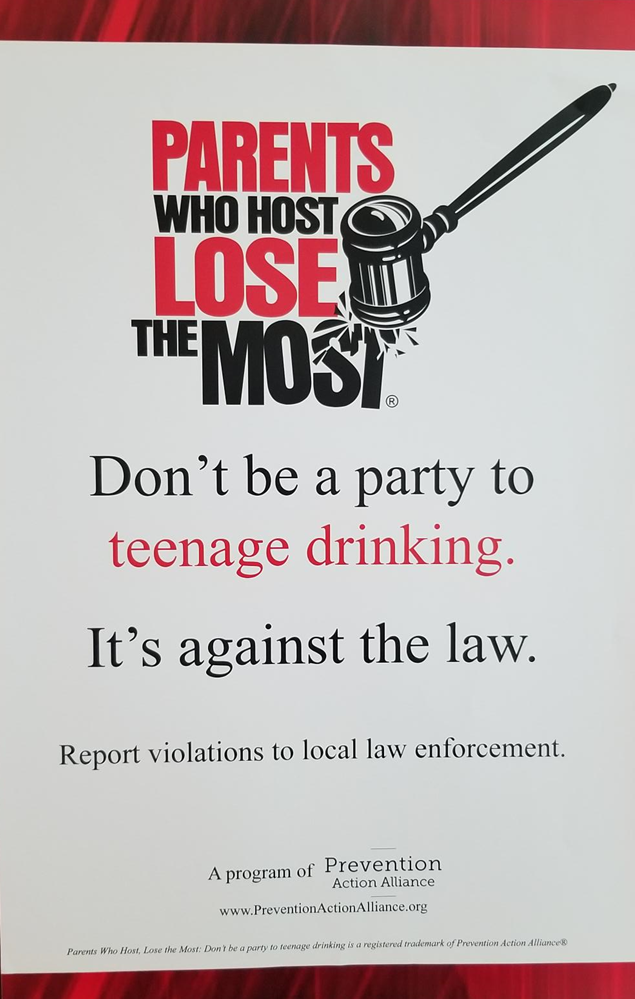 PARENTS
WHO HOST
LOSE
THE MOST®
Don't be a party to
teenage drinking.
It's against the law.
Report violations to local law enforcement.
A program of Prevention
Action Alliance
www.PreventionActionAlliance.org
Parents Who Host, Lose the Most: Don't be a party to teenage drinking is a registered trademark of Prevention Action Alliance®